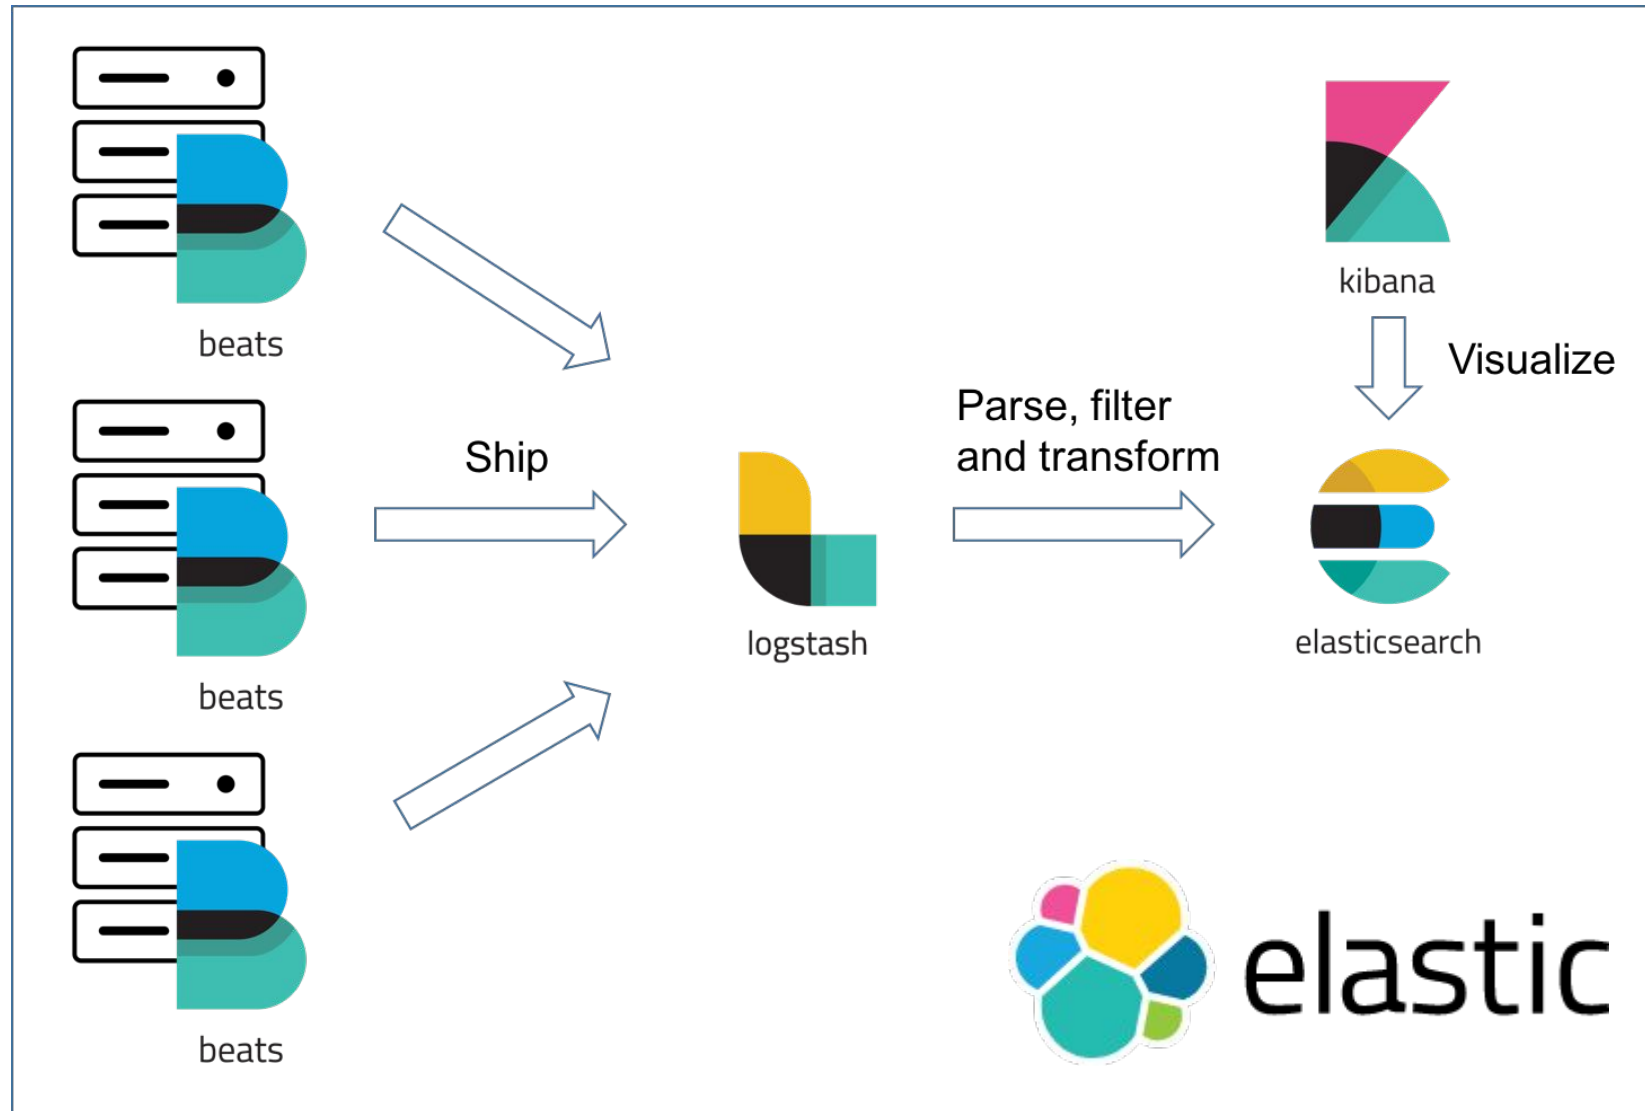 beats
beats
beats
Ship
logstash
Parse, filter
and transform
kibana
Visualize
elasticsearch
elastic